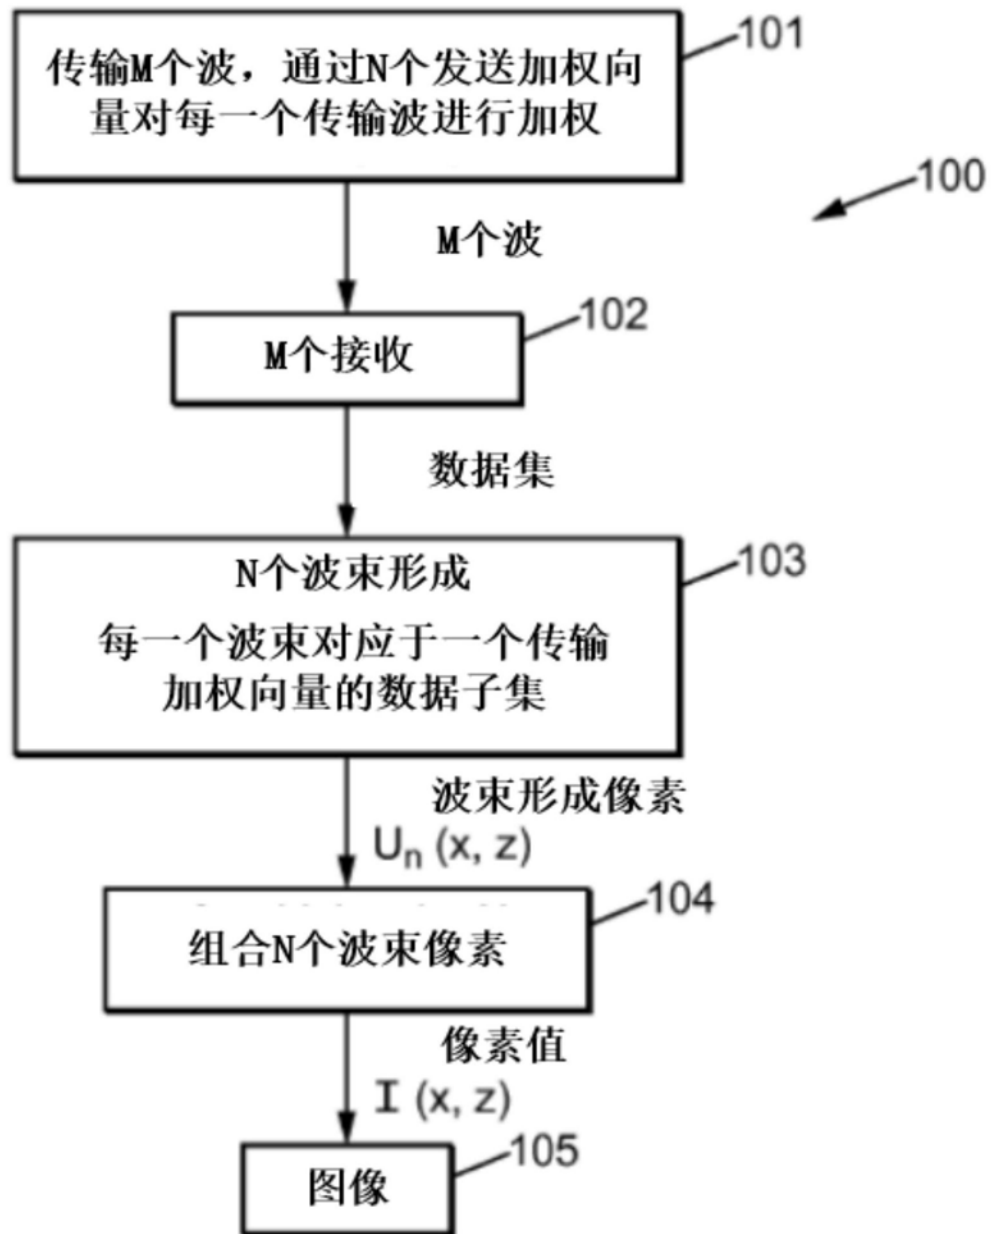 传输M个波，通过N个发送加权向
量对每一个传输波进行加权
101
100
M个波
102
M个接收
数据集
103
N个波束形成
每一个波束对应于一个传输
加权向量的数据子集
波束形成像素
Un (x, z)
104
组合N个波束像素
像素值
I (x, z)
105
图像